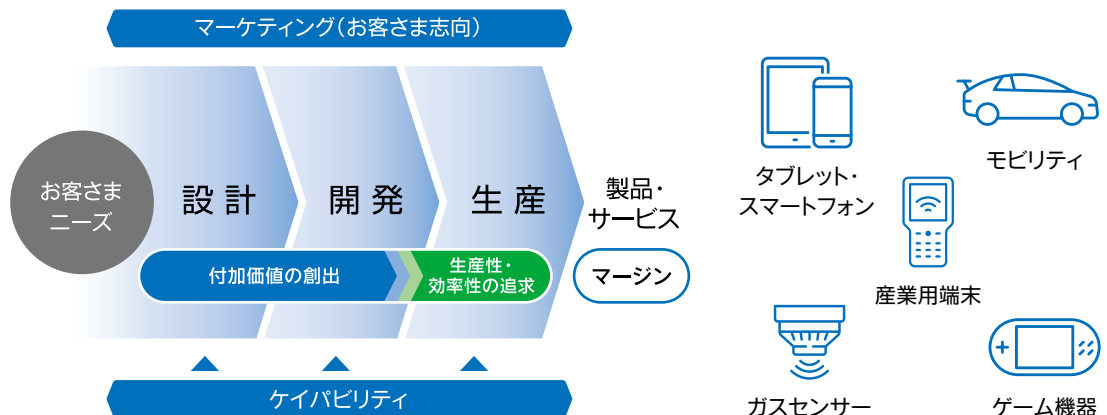 マーケティング（お客さま志向）
お客さま
ニーズ
設計
開発
生産
製品・
サービス
付加価値の創出
生産性・
効率性の追求
マージン
ケイパビリティ
タブレット・
スマートフォン
モビリティ
産業用端末
ガスセンサー
ゲーム機器